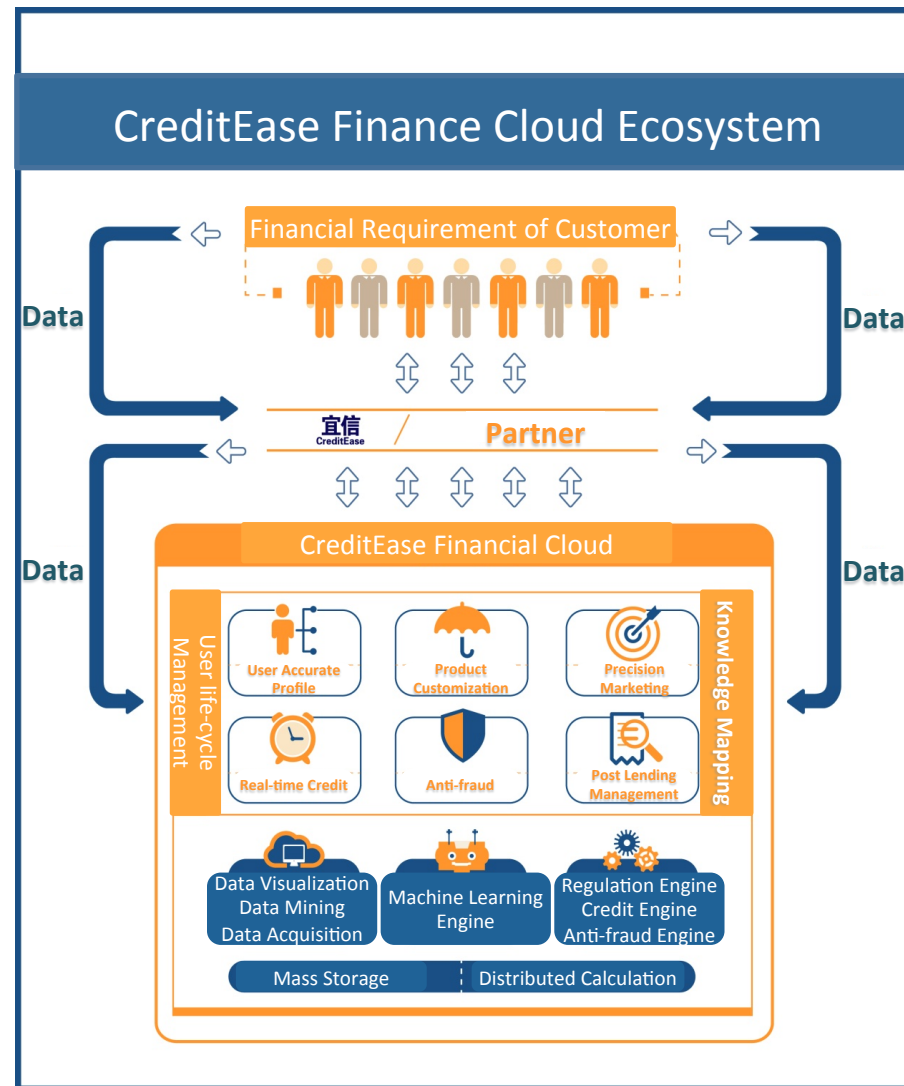 CreditEase Finance Cloud Ecosystem
Financial Requirement of Customer
Data
Data
宜信
CreditEase
/
Partner
CreditEase Financial Cloud
Data
Data
User life-cycle
Management
User Accurate
Profile
Product
Customization
Precision
Marketing
Real-time Credit
Anti-fraud
Post Lending
Management
Knowledge Mapping
Data Visualization
Data Mining
Data Acquisition
Machine Learning
Engine
Regulation Engine
Credit Engine
Anti-fraud Engine
Mass Storage
Distributed Calculation